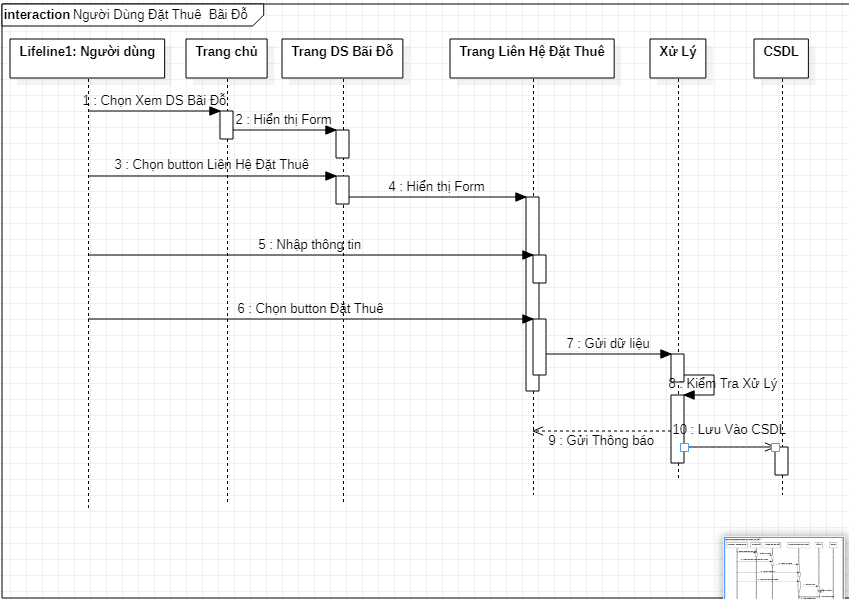 interaction Người Dùng Đặt Thuê Bãi Đỗ
Lifeline1: Người dùng
Trang chủ
Trang DS Bãi Đỗ
Trang Liên Hệ Đặt Thuê
Xử Lý
CSDL
1 : Chọn Xem DS Bãi Đỗ
2 : Hiển thị Form
3 : Chọn button Liên Hệ Đặt Thuê
4 : Hiển thị Form
5 : Nhập thông tin
6 : Chọn button Đặt Thuê
7 : Gửi dữ liệu
8 : Kiểm Tra Xử Lý
10 : Lưu Vào CSDL
9 : Gửi Thông báo